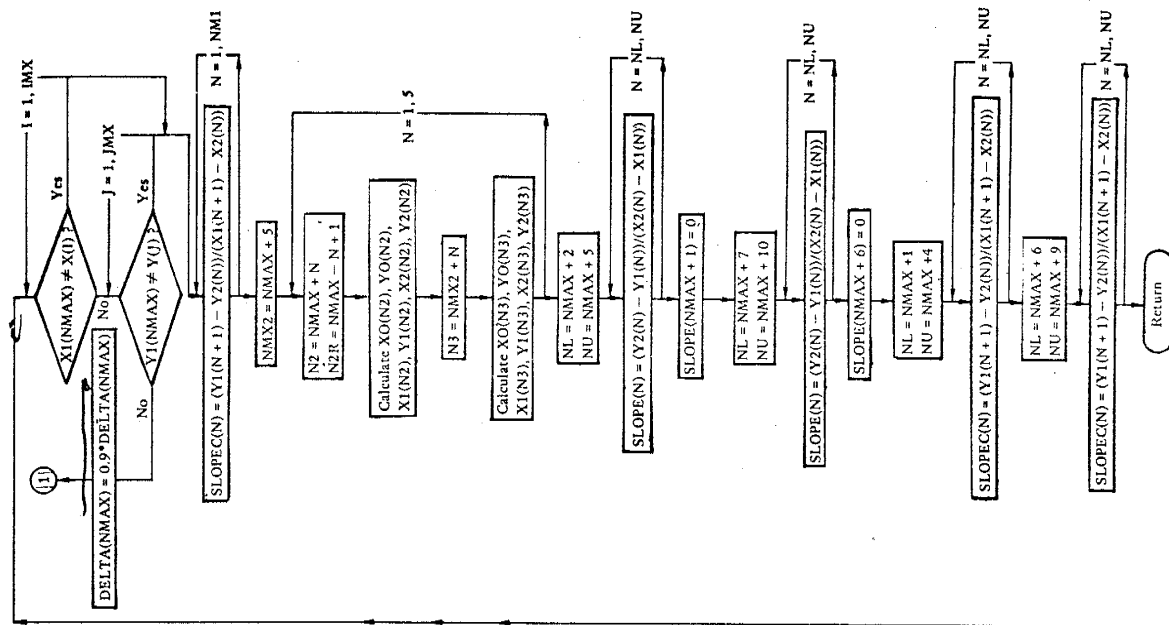 I = 1, IMX
X1(NMAX) ≠ X(I) ?
Yes
No
J = 1, JMX
Y1(NMAX) ≠ Y(J) ?
Yes
No
DELTA(NMAX) = 0.9*DELTA(NMAX)
1
SLOPEC(N) = (Y1(N + 1) − Y2(N))/(X1(N + 1) − X2(N))
N = 1, NM1
NMX2 = NMAX + 5
N2 = NMAX + N
N2R = NMAX − N + 1
N = 1, 5
Calculate XO(N2), YO(N2),
X1(N2), Y1(N2), X2(N2), Y2(N2)
N3 = NMX2 + N
Calculate XO(N3), YO(N3),
X1(N3), Y1(N3), X2(N3), Y2(N3)
NL = NMAX + 2
NU = NMAX + 5
SLOPE(N) = (Y2(N) − Y1(N))/(X2(N) − X1(N))
N = NL, NU
SLOPE(NMAX + 1) = 0
NL = NMAX + 7
NU = NMAX + 10
SLOPE(N) = (Y2(N) − Y1(N))/(X2(N) − X1(N))
N = NL, NU
SLOPE(NMAX + 6) = 0
NL = NMAX +1
NU = NMAX +4
SLOPEC(N) = (Y1(N + 1) − Y2(N))/(X1(N + 1) − X2(N))
N = NL, NU
NL = NMAX + 6
NU = NMAX + 9
SLOPEC(N) = (Y1(N + 1) − Y2(N))/(X1(N + 1) − X2(N))
N = NL, NU
Return